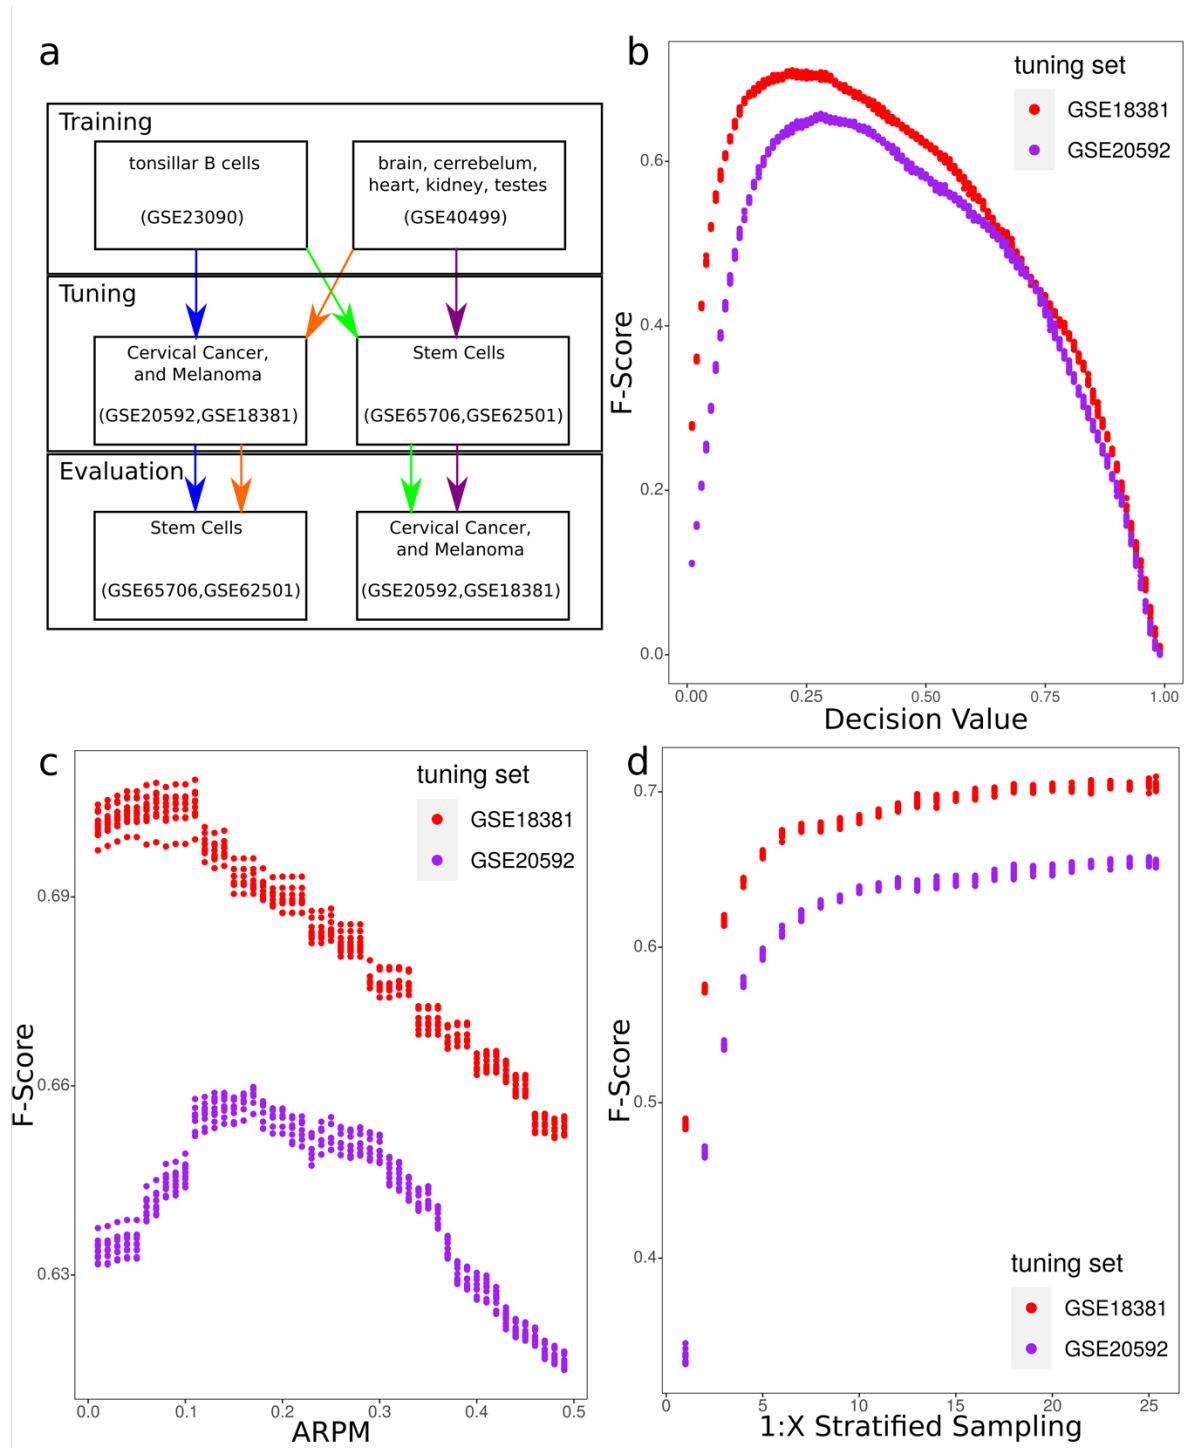 a
Training
tonsillar B cells
(GSE23090)
brain, cerrebelum,
heart, kidney, testes
(GSE40499)
Tuning
Cervical Cancer,
and Melanoma
(GSE20592,GSE18381)
Stem Cells
(GSE65706,GSE62501)
Evaluation
Stem Cells
(GSE65706,GSE62501)
Cervical Cancer,
and Melanoma
(GSE20592,GSE18381)
b
tuning set
GSE18381
GSE20592
F-Score
0.6
0.4
0.2
0.0
0.00 0.25 0.50 0.75 1.00
Decision Value
c
tuning set
GSE18381
GSE20592
F-Score
0.69
0.66
0.63
0.0 0.1 0.2 0.3 0.4 0.5
ARPM
d
F-Score
0.7
0.6
0.5
0.4
tuning set
GSE18381
GSE20592
0 5 10 15 20 25
1:X Stratified Sampling